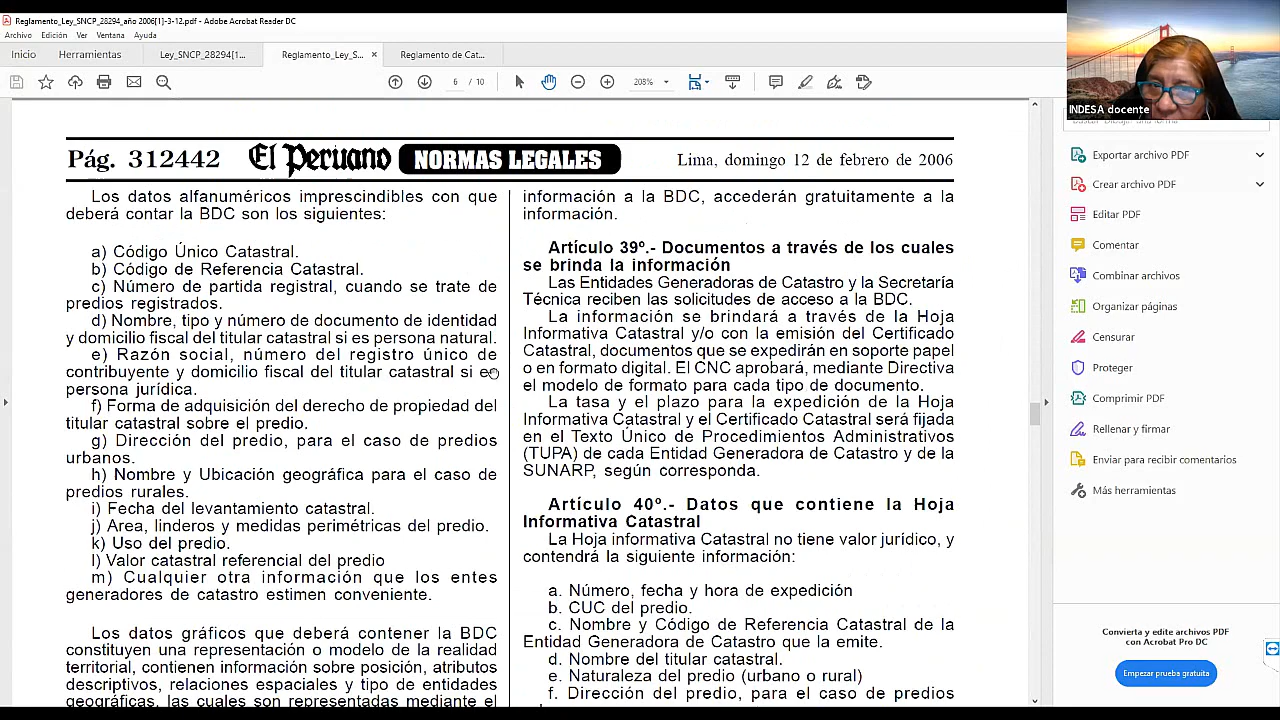 Reglamento_Ley_SNCP_28294_año 2006[1]-3-12.pdf - Adobe Acrobat Reader DC
Archivo Edición Ver Ventana Ayuda
Inicio Herramientas Ley_SNCP_28294[1... Reglamento_Ley_S... × Reglamento de Cat...
6 / 10 208%
INDESA docente
Pág. 312442 El Peruano NORMAS LEGALES Lima, domingo 12 de febrero de 2006
Los datos alfanuméricos imprescindibles con que
deberá contar la BDC son los siguientes:
a) Código Único Catastral.
b) Código de Referencia Catastral.
c) Número de partida registral, cuando se trate de
predios registrados.
d) Nombre, tipo y número de documento de identidad
y domicilio fiscal del titular catastral si es persona natural.
e) Razón social, número del registro único de
contribuyente y domicilio fiscal del titular catastral si es
persona jurídica.
f) Forma de adquisición del derecho de propiedad del
titular catastral sobre el predio.
g) Dirección del predio, para el caso de predios
urbanos.
h) Nombre y Ubicación geográfica para el caso de
predios rurales.
i) Fecha del levantamiento catastral.
j) Area, linderos y medidas perimétricas del predio.
k) Uso del predio.
l) Valor catastral referencial del predio
m) Cualquier otra información que los entes
generadores de catastro estimen conveniente.
Los datos gráficos que deberá contener la BDC
constituyen una representación o modelo de la realidad
territorial, contienen información sobre posición, atributos
descriptivos, relaciones espaciales y tipo de entidades
geográficas, las cuales son representadas mediante el
información a la BDC, accederán gratuitamente a la
información.
Artículo 39º.- Documentos a través de los cuales
se brinda la información
Las Entidades Generadoras de Catastro y la Secretaría
Técnica reciben las solicitudes de acceso a la BDC.
La información se brindará a través de la Hoja
Informativa Catastral y/o con la emisión del Certificado
Catastral, documentos que se expedirán en soporte papel
o en formato digital. El CNC aprobará, mediante Directiva
el modelo de formato para cada tipo de documento.
La tasa y el plazo para la expedición de la Hoja
Informativa Catastral y el Certificado Catastral será fijada
en el Texto Único de Procedimientos Administrativos
(TUPA) de cada Entidad Generadora de Catastro y de la
SUNARP, según corresponda.
Artículo 40º.- Datos que contiene la Hoja
Informativa Catastral
La Hoja informativa Catastral no tiene valor jurídico, y
contendrá la siguiente información:
a. Número, fecha y hora de expedición
b. CUC del predio.
c. Nombre y Código de Referencia Catastral de la
Entidad Generadora de Catastro que la emite.
d. Nombre del titular catastral.
e. Naturaleza del predio (urbano o rural)
f. Dirección del predio, para el caso de predios
Exportar archivo PDF
Crear archivo PDF
Editar PDF
Comentar
Combinar archivos
Organizar páginas
Censurar
Proteger
Comprimir PDF
Rellenar y firmar
Enviar para recibir comentarios
Más herramientas
Convierta y edite archivos PDF
con Acrobat Pro DC
Empezar prueba gratuita